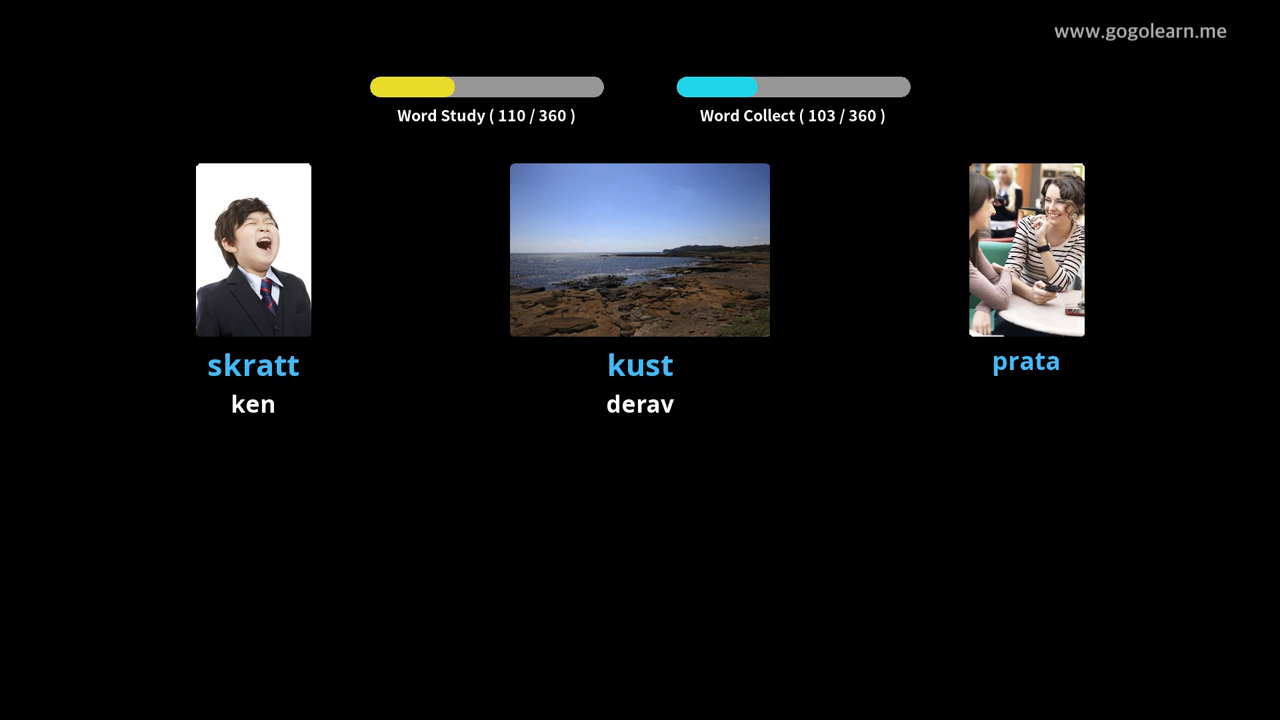 www.gogolearn.me
Word Study ( 110 / 360 )
Word Collect ( 103 / 360 )
skratt
kust
prata
ken
derav